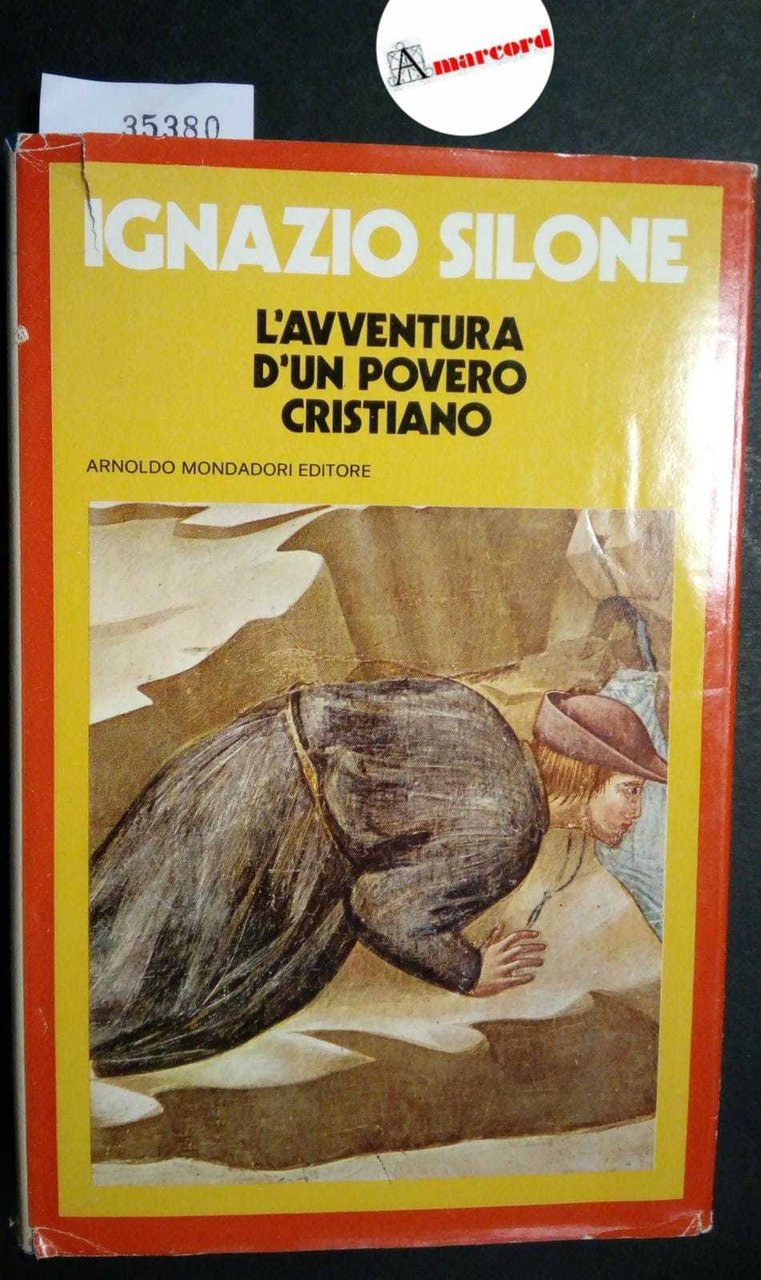 Amarcord
35380
IGNAZIO SILONE
L'AVVENTURA
D'UN POVERO
CRISTIANO
ARNOLDO MONDADORI EDITORE